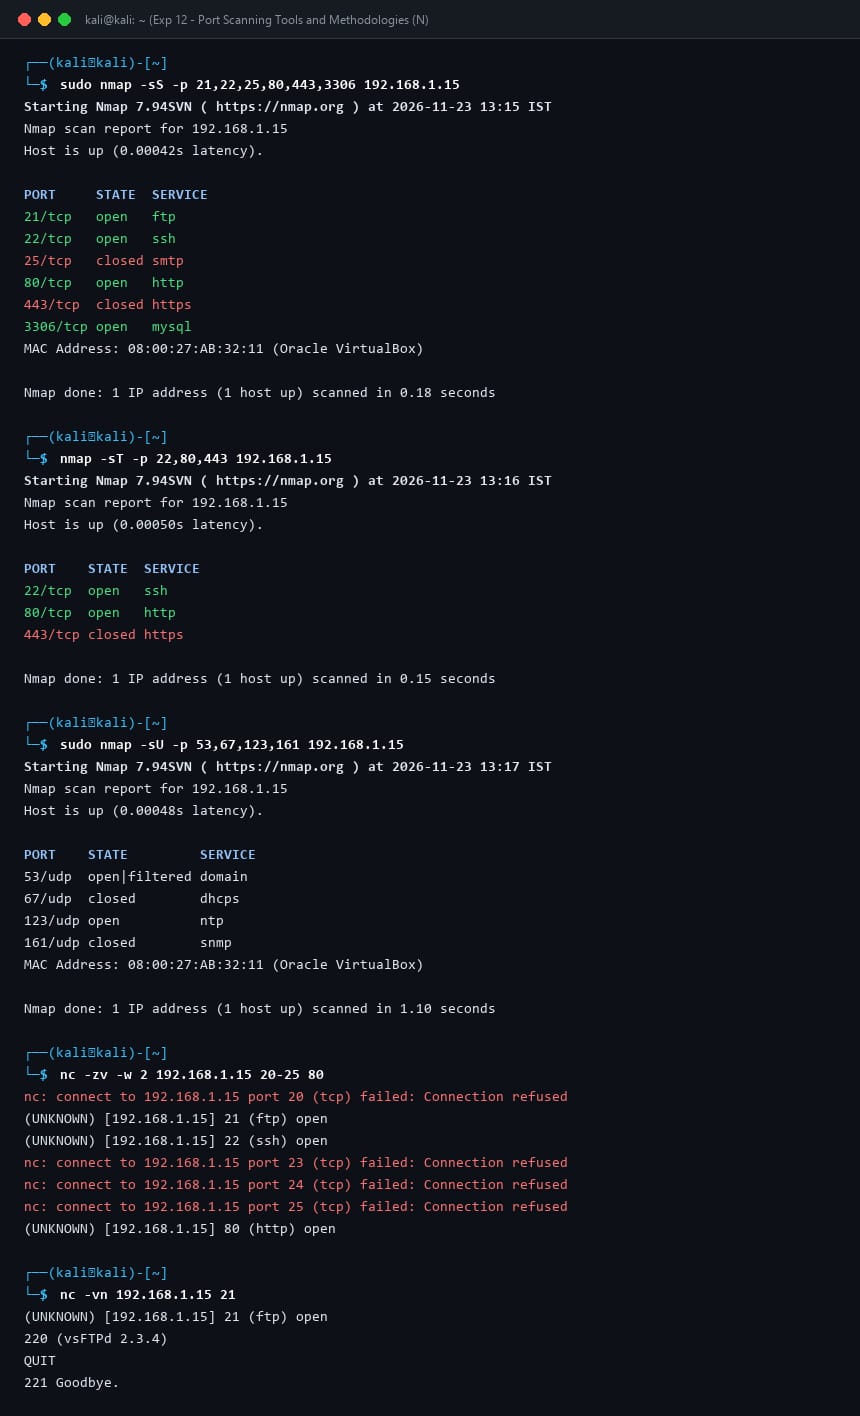 kali@kali: ~ (Exp 12 - Port Scanning Tools and Methodologies (N)
┌──(kali㉿kali)-[~]
└─$ sudo nmap -sS -p 21,22,25,80,443,3306 192.168.1.15
Starting Nmap 7.94SVN ( https://nmap.org ) at 2026-11-23 13:15 IST
Nmap scan report for 192.168.1.15
Host is up (0.00042s latency).

PORT     STATE  SERVICE
21/tcp   open   ftp
22/tcp   open   ssh
25/tcp   closed smtp
80/tcp   open   http
443/tcp  closed https
3306/tcp open   mysql
MAC Address: 08:00:27:AB:32:11 (Oracle VirtualBox)

Nmap done: 1 IP address (1 host up) scanned in 0.18 seconds

┌──(kali㉿kali)-[~]
└─$ nmap -sT -p 22,80,443 192.168.1.15
Starting Nmap 7.94SVN ( https://nmap.org ) at 2026-11-23 13:16 IST
Nmap scan report for 192.168.1.15
Host is up (0.00050s latency).

PORT    STATE  SERVICE
22/tcp  open   ssh
80/tcp  open   http
443/tcp closed https

Nmap done: 1 IP address (1 host up) scanned in 0.15 seconds

┌──(kali㉿kali)-[~]
└─$ sudo nmap -sU -p 53,67,123,161 192.168.1.15
Starting Nmap 7.94SVN ( https://nmap.org ) at 2026-11-23 13:17 IST
Nmap scan report for 192.168.1.15
Host is up (0.00048s latency).

PORT    STATE         SERVICE
53/udp  open|filtered domain
67/udp  closed        dhcps
123/udp open          ntp
161/udp closed        snmp
MAC Address: 08:00:27:AB:32:11 (Oracle VirtualBox)

Nmap done: 1 IP address (1 host up) scanned in 1.10 seconds

┌──(kali㉿kali)-[~]
└─$ nc -zv -w 2 192.168.1.15 20-25 80
nc: connect to 192.168.1.15 port 20 (tcp) failed: Connection refused
(UNKNOWN) [192.168.1.15] 21 (ftp) open
(UNKNOWN) [192.168.1.15] 22 (ssh) open
nc: connect to 192.168.1.15 port 23 (tcp) failed: Connection refused
nc: connect to 192.168.1.15 port 24 (tcp) failed: Connection refused
nc: connect to 192.168.1.15 port 25 (tcp) failed: Connection refused
(UNKNOWN) [192.168.1.15] 80 (http) open

┌──(kali㉿kali)-[~]
└─$ nc -vn 192.168.1.15 21
(UNKNOWN) [192.168.1.15] 21 (ftp) open
220 (vsFTPd 2.3.4)
QUIT
221 Goodbye.